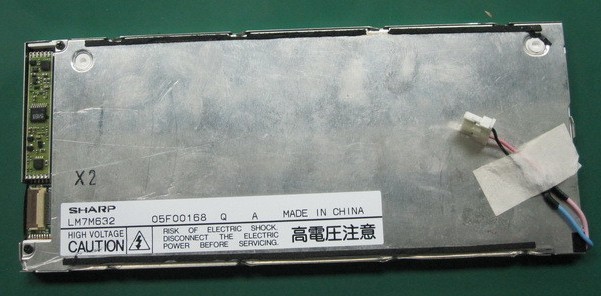 X2
SHARP
LM7M632 05F00168 Q A MADE IN CHINA
HIGH VOLTAGE
CAUTION
RISK OF ELECTRIC SHOCK.
DISCONNECT THE ELECTRIC
POWER BEFORE SERVICING.
高電圧注意